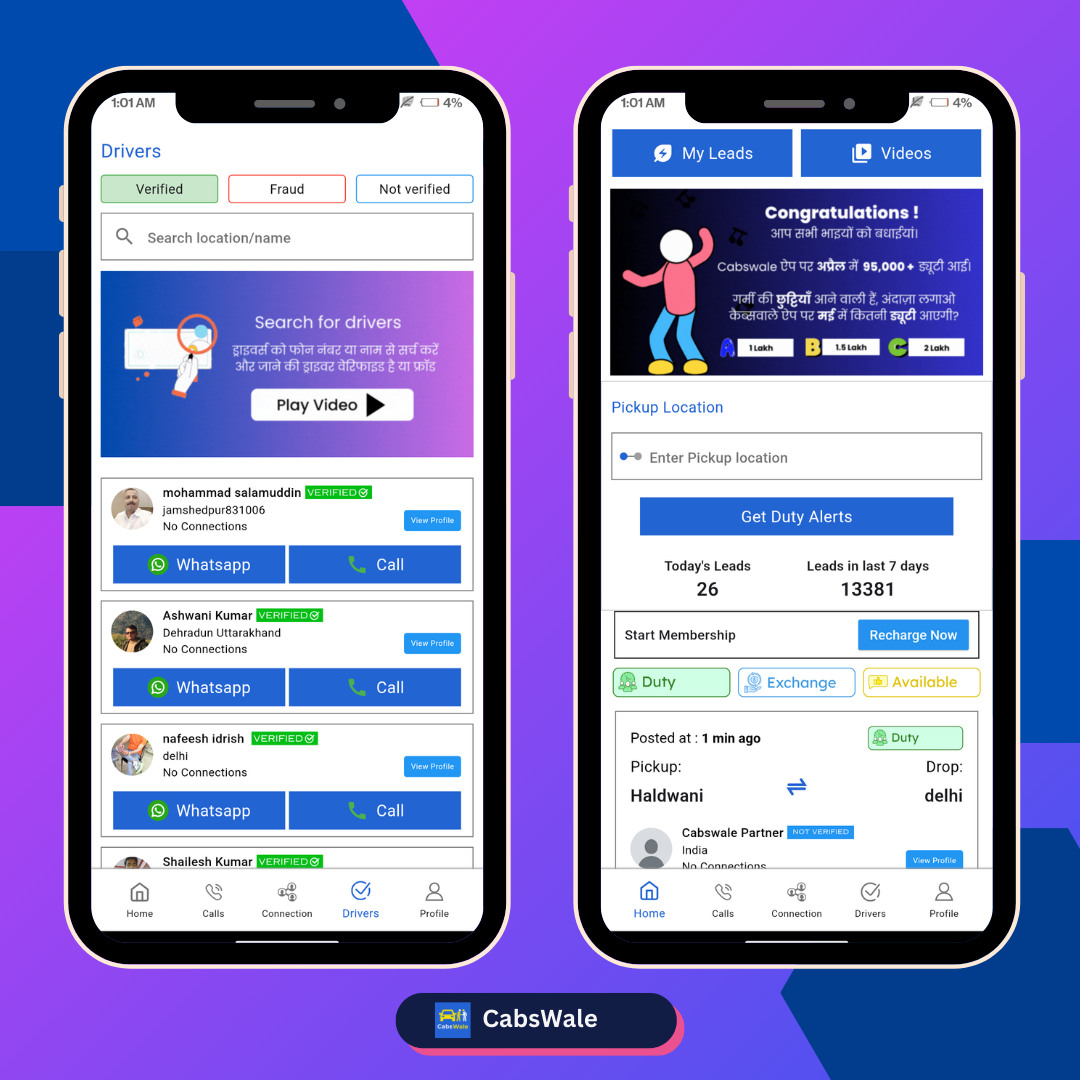 1:01 AM
4%
Drivers
Verified
Fraud
Not verified
Search location/name
Search for drivers
ड्राइवर्स को फोन नंबर या नाम से सर्च करें
और जाने की ड्राइवर वेरिफाइड है या फ्रॉड
Play Video
mohammad salamuddin VERIFIED
jamshedpur831006
No Connections
View Profile
Whatsapp
Call
Ashwani Kumar VERIFIED
Dehradun Uttarakhand
No Connections
View Profile
Whatsapp
Call
nafeesh idrish VERIFIED
delhi
No Connections
View Profile
Whatsapp
Call
Shailesh Kumar VERIFIED
Home
Calls
Connection
Drivers
Profile
1:01 AM
4%
My Leads
Videos
Congratulations !
आप सभी भाइयों को बधाईयां।
Cabswale ऐप पर अप्रैल में 95,000+ ड्यूटी आई।
गर्मी की छुट्टियाँ आने वाली हैं, अंदाज़ा लगाओ
कैब्सवाले ऐप पर मई में कितनी ड्यूटी आएगी?
A 1 Lakh
B 1.5 Lakh
C 2 Lakh
Pickup Location
Enter Pickup location
Get Duty Alerts
Today's Leads
26
Leads in last 7 days
13381
Start Membership
Recharge Now
Duty
Exchange
Available
Posted at : 1 min ago
Duty
Pickup:
Drop:
Haldwani
delhi
Cabswale Partner NOT VERIFIED
India
No Connections
View Profile
Home
Calls
Connection
Drivers
Profile
CabsWale
CabsWale